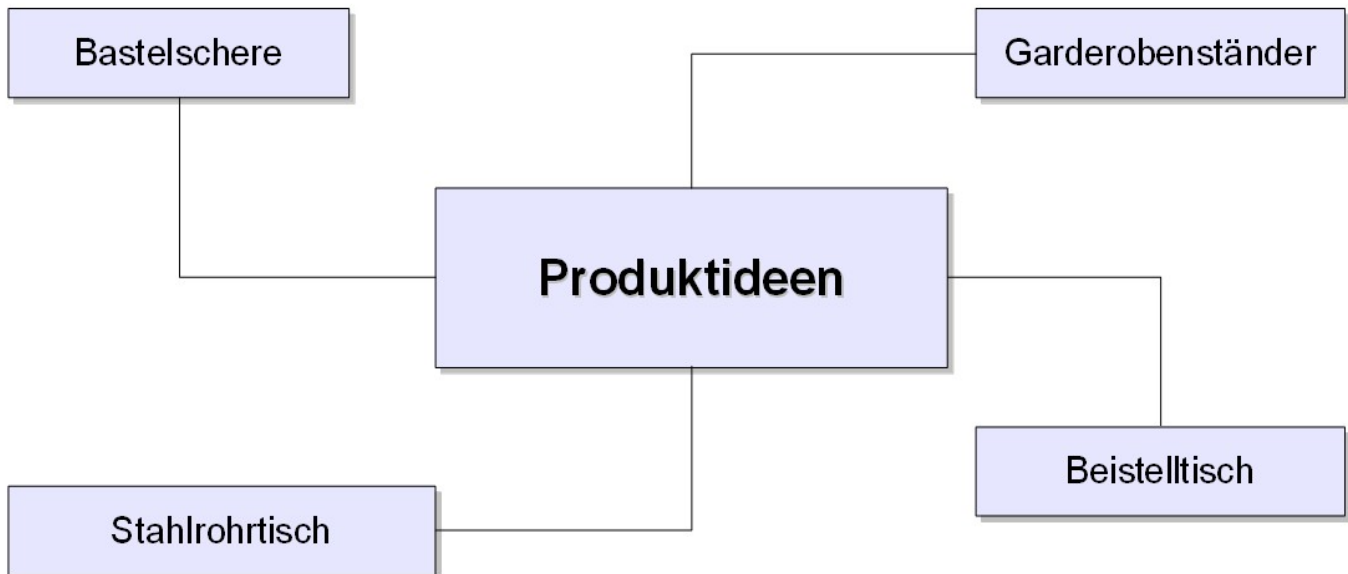 Bastelschere
Garderobenständer
Produktideen
Beistelltisch
Stahlrohrtisch